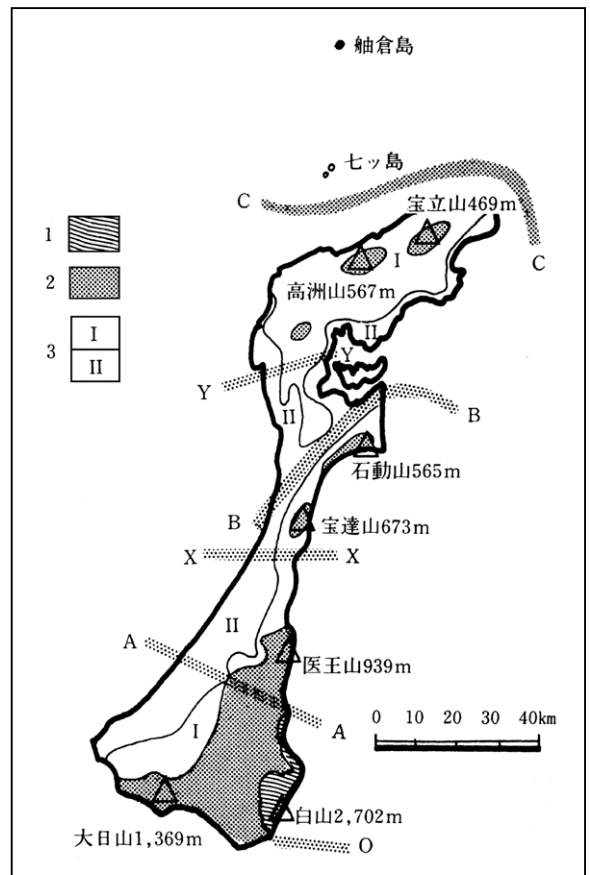 舳倉島
七ッ島
C
宝立山469m
1
I
C
2
高洲山567m
I
II
3
II
Y
Y
II
B
石動山565m
B
宝達山673m
X
X
II
A
医王山939m
0 10 20 30 40km
I
A
白山2,702m
大日山1,369m
O